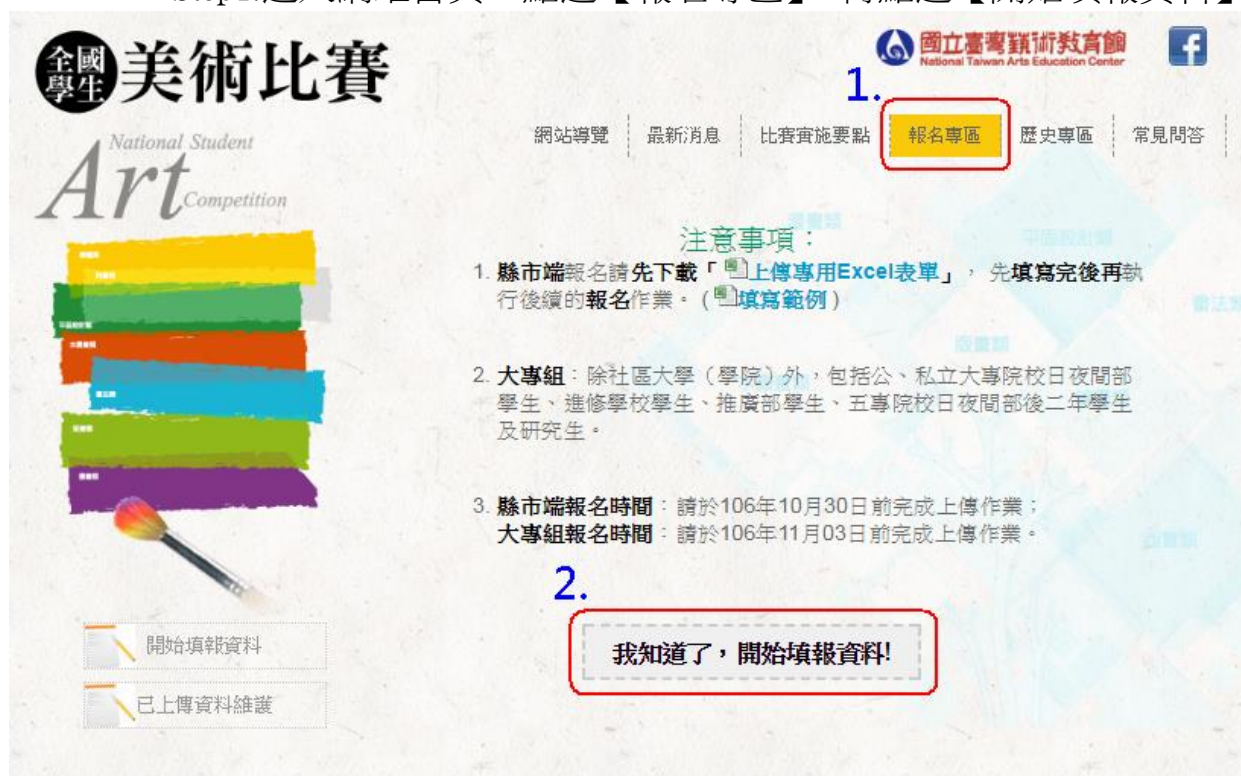 全國學生美術比賽
國立臺灣藝術教育館
National Taiwan Arts Education Center
1.
National Student
Art
Competition
網站導覽
最新消息
比賽實施要點
報名專區
歷史專區
常見問答
注意事項：
1. 縣市端報名請先下載「上傳專用Excel表單」，先填寫完後再執
行後續的報名作業。(填寫範例)
2. 大專組：除社區大學（學院）外，包括公、私立大專院校日夜間部
學生、進修學校學生、推廣部學生、五專院校日夜間部後二年學生
及研究生。
3. 縣市端報名時間：請於106年10月30日前完成上傳作業；
大專組報名時間：請於106年11月03日前完成上傳作業。
2.
我知道了，開始填報資料!
開始填報資料
已上傳資料維護